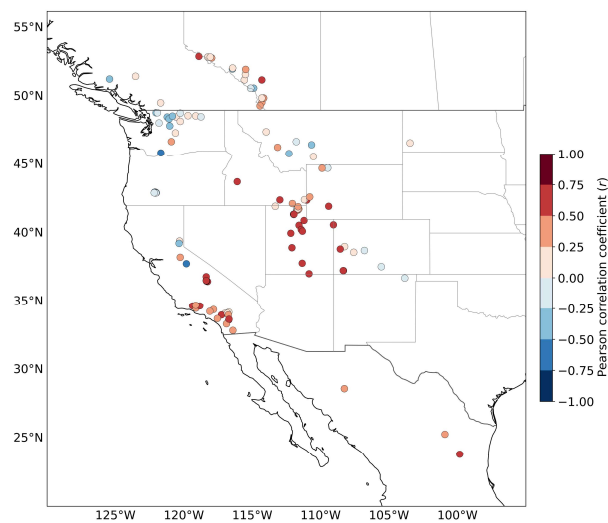 55°N
50°N
45°N
40°N
35°N
30°N
25°N
125°W 120°W 115°W 110°W 105°W 100°W
1.00
0.75
0.50
0.25
0.00
−0.25
−0.50
−0.75
−1.00
Pearson correlation coefficient (r)